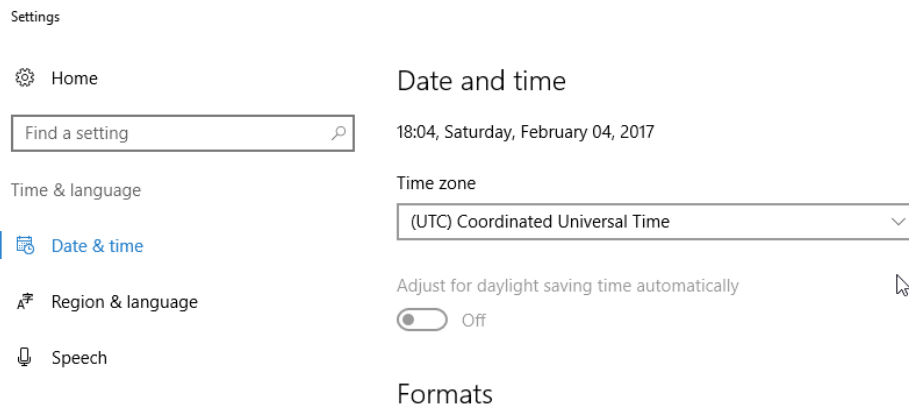 Settings
Home
Find a setting
Time & language
Date & time
Region & language
Speech
Date and time
18:04, Saturday, February 04, 2017
Time zone
(UTC) Coordinated Universal Time
Adjust for daylight saving time automatically
Off
Formats